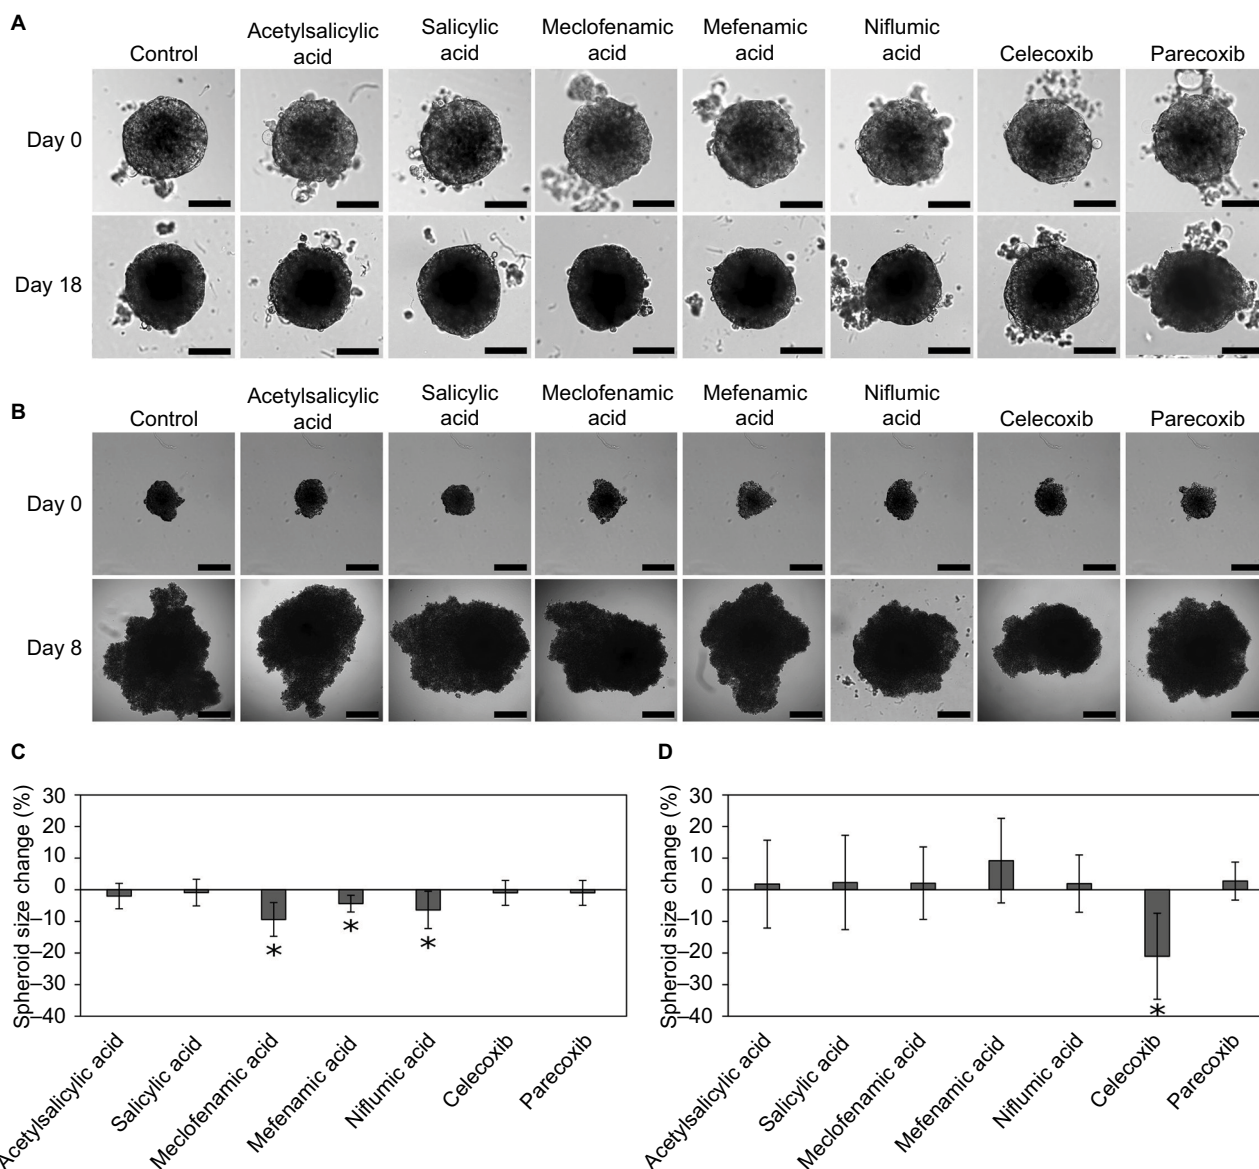 A
Control
Acetylsalicylic
acid
Salicylic
acid
Meclofenamic
acid
Mefenamic
acid
Niflumic
acid
Celecoxib
Parecoxib
Day 0
Day 18
B
Control
Acetylsalicylic
acid
Salicylic
acid
Meclofenamic
acid
Mefenamic
acid
Niflumic
acid
Celecoxib
Parecoxib
Day 0
Day 8
C
Spheroid size change (%)
30
20
10
0
–10
–20
–30
–40
*
*
*
Acetylsalicylic acid
Salicylic acid
Meclofenamic acid
Mefenamic acid
Niflumic acid
Celecoxib
Parecoxib
D
Spheroid size change (%)
30
20
10
0
–10
–20
–30
–40
*
Acetylsalicylic acid
Salicylic acid
Meclofenamic acid
Mefenamic acid
Niflumic acid
Celecoxib
Parecoxib